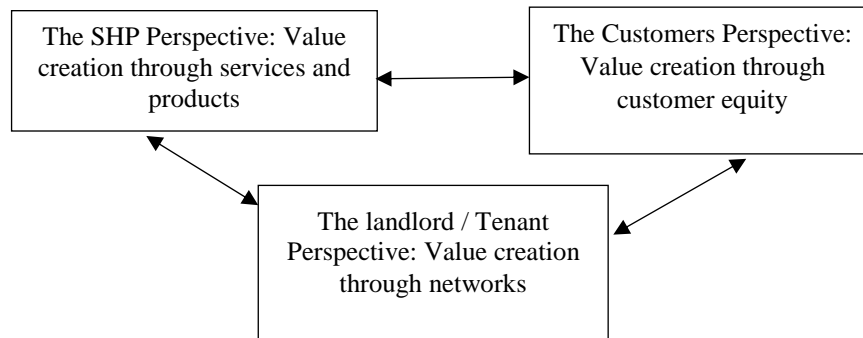 The SHP Perspective: Value
creation through services and
products
The Customers Perspective:
Value creation through
customer equity
The landlord / Tenant
Perspective: Value creation
through networks